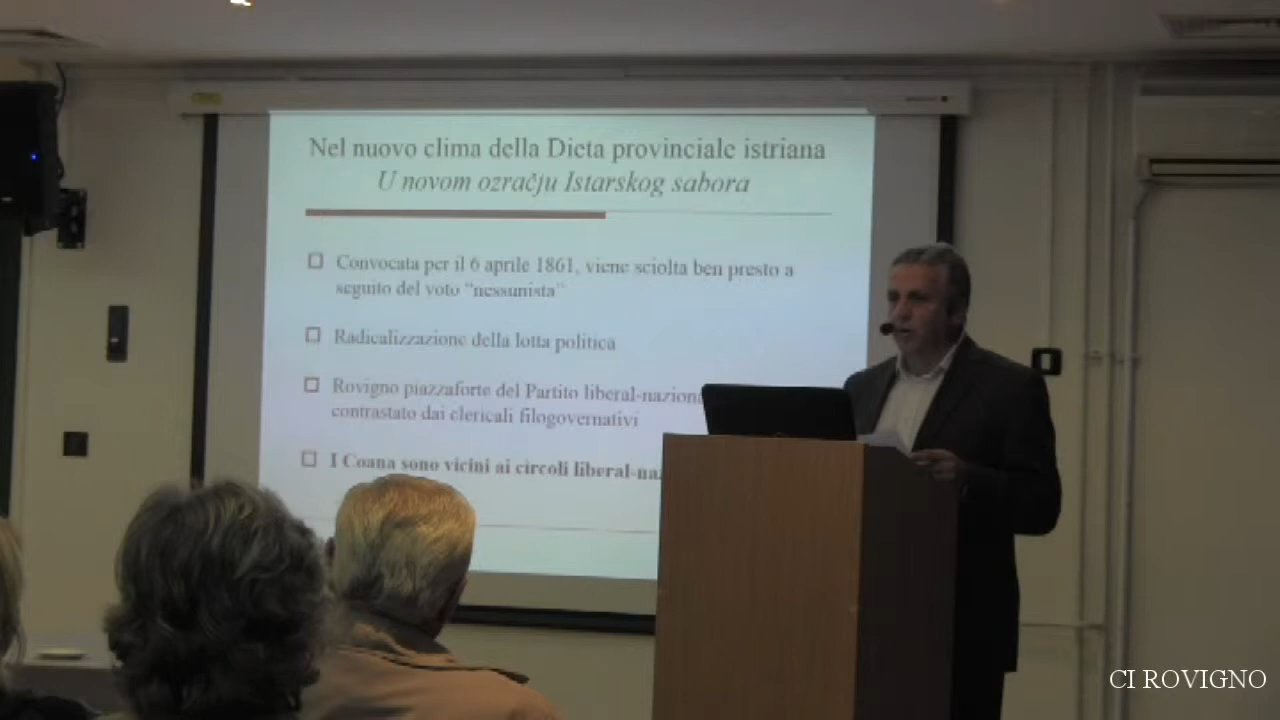 Nel nuovo clima della Dieta provinciale istriana
U novom ozračju Istarskog sabora
Convocata per il 6 aprile 1861, viene sciolta ben presto a
seguito del voto "nessunista"
Radicalizzazione della lotta politica
Rovigno piazzaforte del Partito liberal-naziona
contrastato dai clericali filogovernativi
I Coana sono vicini ai circoli liberal-naz
CI ROVIGNO